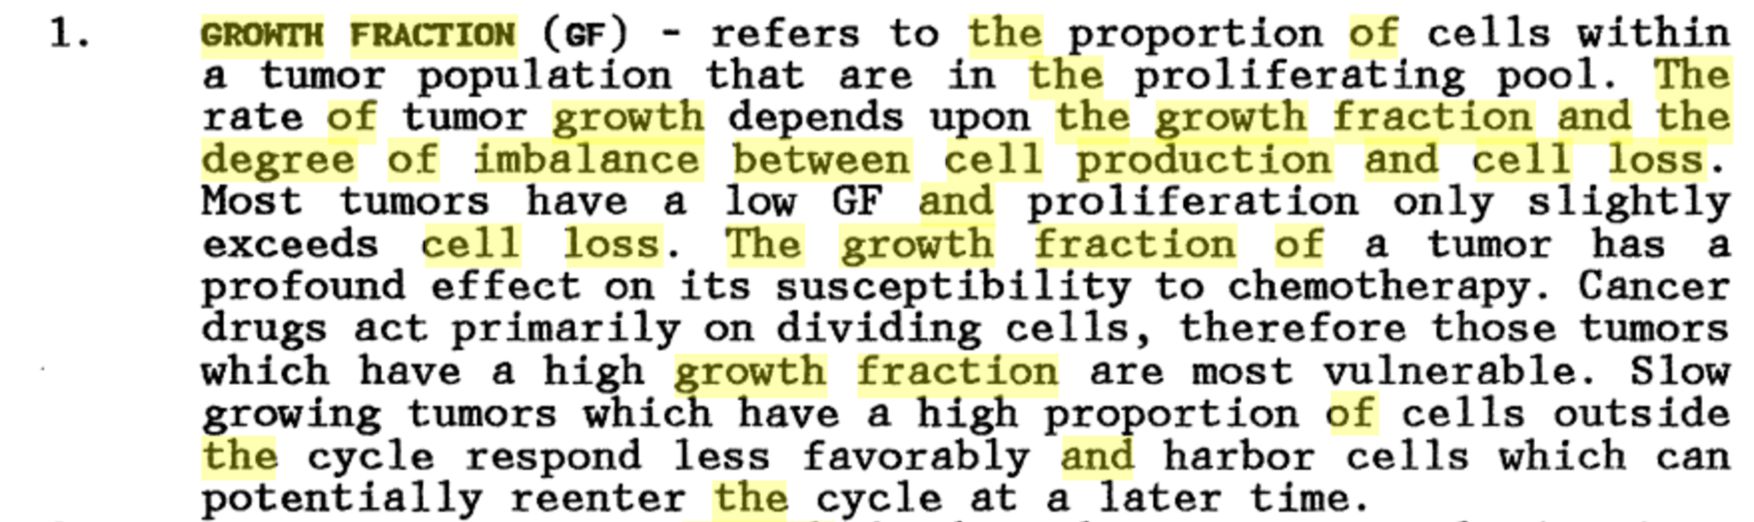 1. GROWTH FRACTION (GF) - refers to the proportion of cells within
a tumor population that are in the proliferating pool. The
rate of tumor growth depends upon the growth fraction and the
degree of imbalance between cell production and cell loss.
Most tumors have a low GF and proliferation only slightly
exceeds cell loss. The growth fraction of a tumor has a
profound effect on its susceptibility to chemotherapy. Cancer
drugs act primarily on dividing cells, therefore those tumors
which have a high growth fraction are most vulnerable. Slow
growing tumors which have a high proportion of cells outside
the cycle respond less favorably and harbor cells which can
potentially reenter the cycle at a later time.